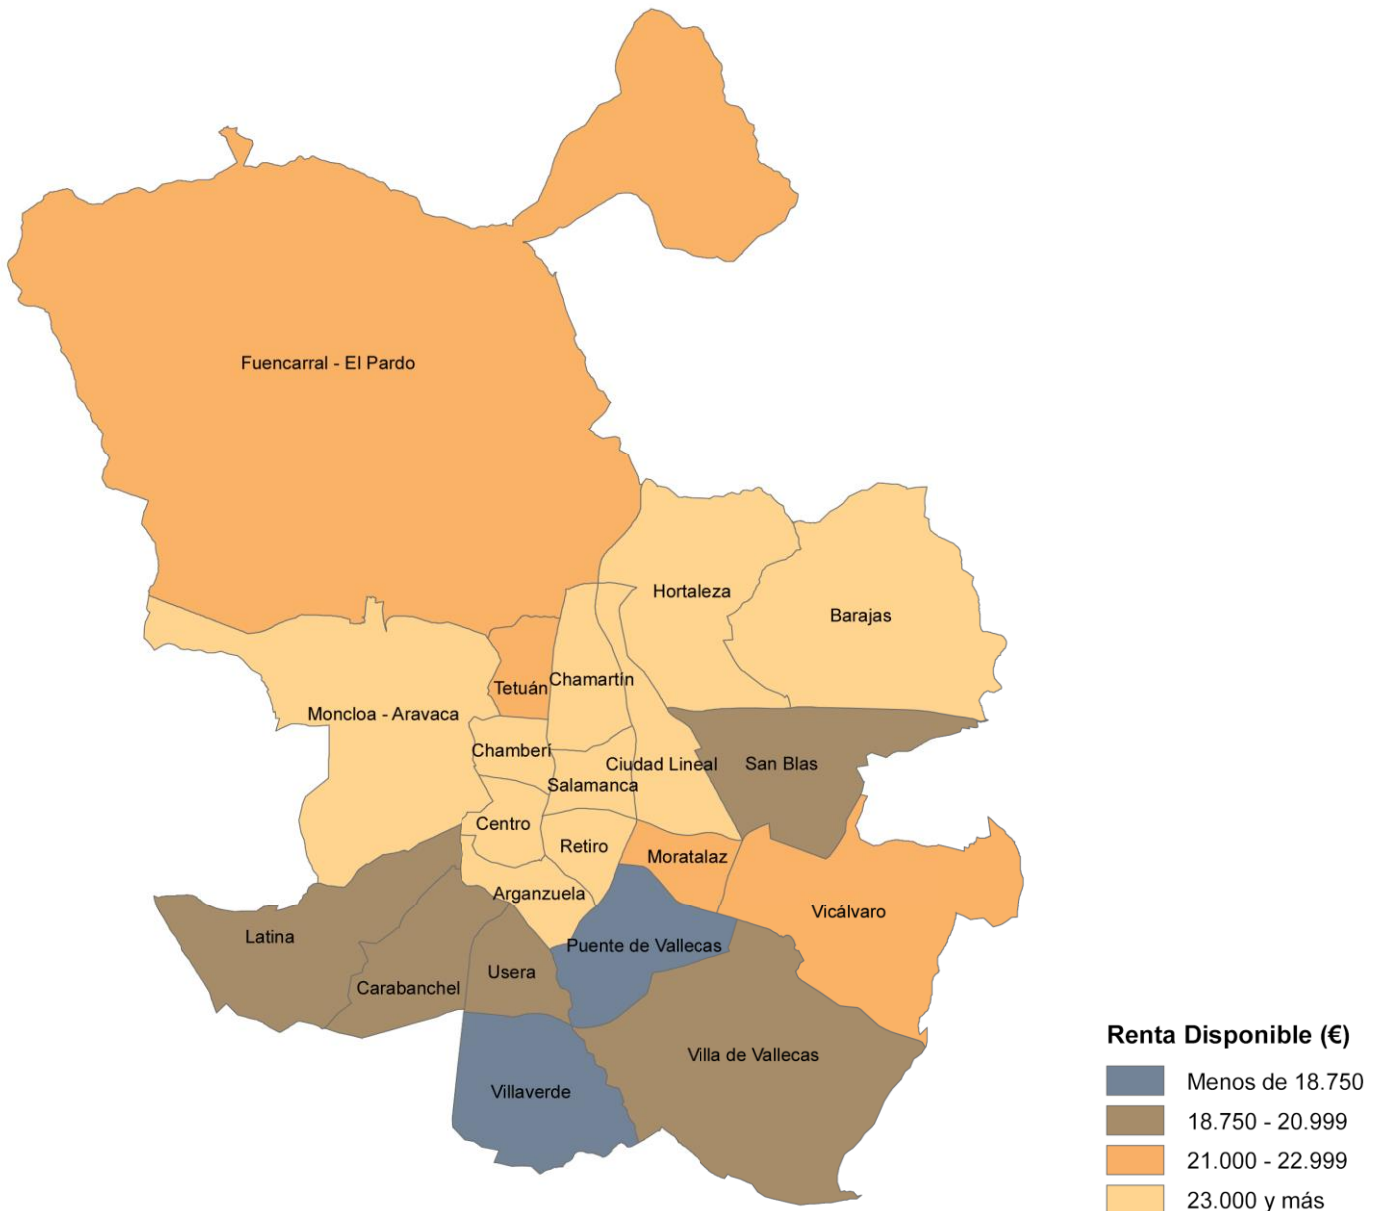 Fuencarral - El Pardo
Hortaleza
Barajas
Tetuán
Chamartín
Moncloa - Aravaca
Chamberí
Ciudad Lineal
San Blas
Salamanca
Centro
Retiro
Moratalaz
Arganzuela
Vicálvaro
Latina
Puente de Vallecas
Usera
Carabanchel
Villa de Vallecas
Villaverde
Renta Disponible (€)
Menos de 18.750
18.750 - 20.999
21.000 - 22.999
23.000 y más